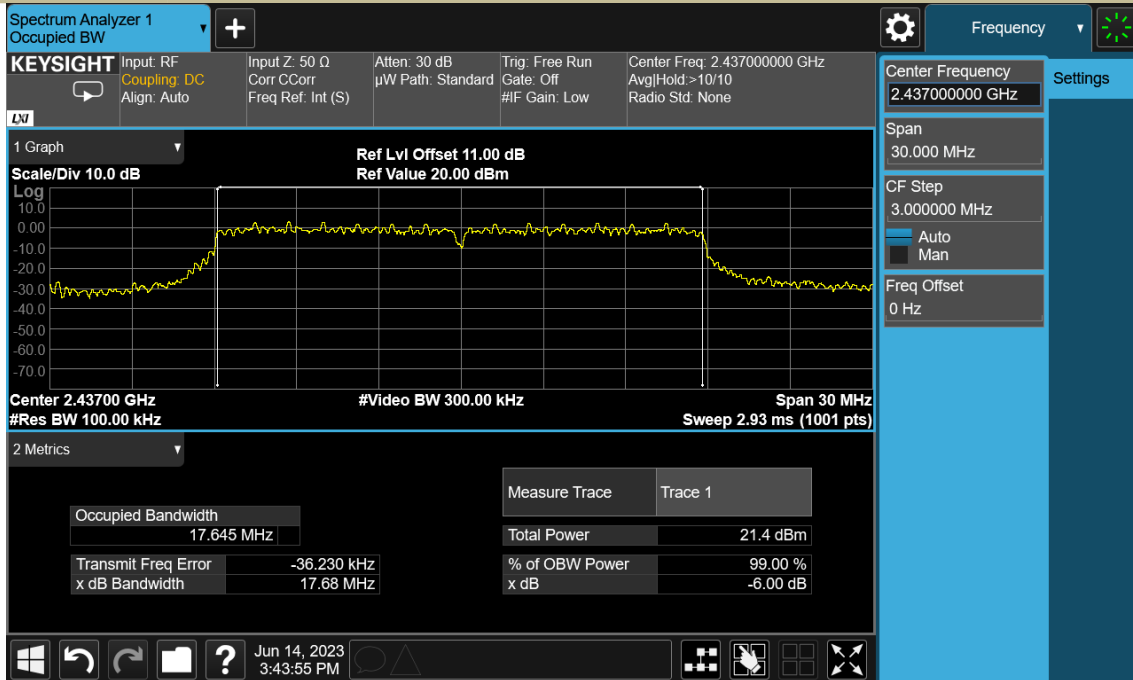 Spectrum Analyzer 1
Occupied BW
Frequency
KEYSIGHT
LXI
Input: RF
Coupling: DC
Align: Auto
Input Z: 50 Ω
Corr CCorr
Freq Ref: Int (S)
Atten: 30 dB
µW Path: Standard
Trig: Free Run
Gate: Off
#IF Gain: Low
Center Freq: 2.437000000 GHz
Avg|Hold:>10/10
Radio Std: None
Center Frequency
2.437000000 GHz
Settings
Span
30.000 MHz
CF Step
3.000000 MHz
Auto
Man
Freq Offset
0 Hz
1 Graph
Scale/Div 10.0 dB
Ref Lvl Offset 11.00 dB
Ref Value 20.00 dBm
Log
10.0
0.00
-10.0
-20.0
-30.0
-40.0
-50.0
-60.0
-70.0
Center 2.43700 GHz
#Video BW 300.00 kHz
Span 30 MHz
#Res BW 100.00 kHz
Sweep 2.93 ms (1001 pts)
2 Metrics
Measure Trace
Trace 1
Occupied Bandwidth
17.645 MHz
Total Power
21.4 dBm
Transmit Freq Error
-36.230 kHz
% of OBW Power
99.00 %
x dB Bandwidth
17.68 MHz
x dB
-6.00 dB
?
Jun 14, 2023
3:43:55 PM